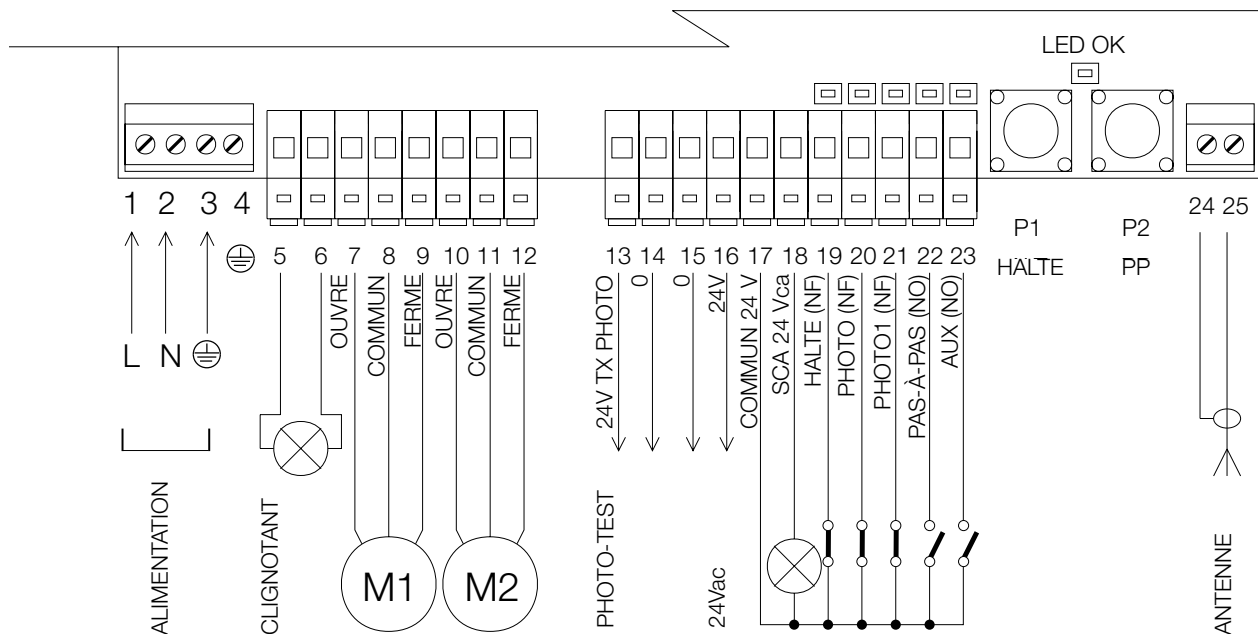 LED OK
1 2 3 4
5 6 7 8 9 10 11 12
13 14 15 16 17 18 19 20 21 22 23
24 25
P1
HALTE
P2
PP
L N
OUVRE
COMMUN
FERME
OUVRE
COMMUN
FERME
24V TX PHOTO
0
0
24V
COMMUN 24 V
SCA 24 Vca
HALTE (NF)
PHOTO (NF)
PHOTO1 (NF)
PAS-À-PAS (NO)
AUX (NO)
ALIMENTATION
CLIGNOTANT
M1
M2
PHOTO-TEST
24Vac
ANTENNE